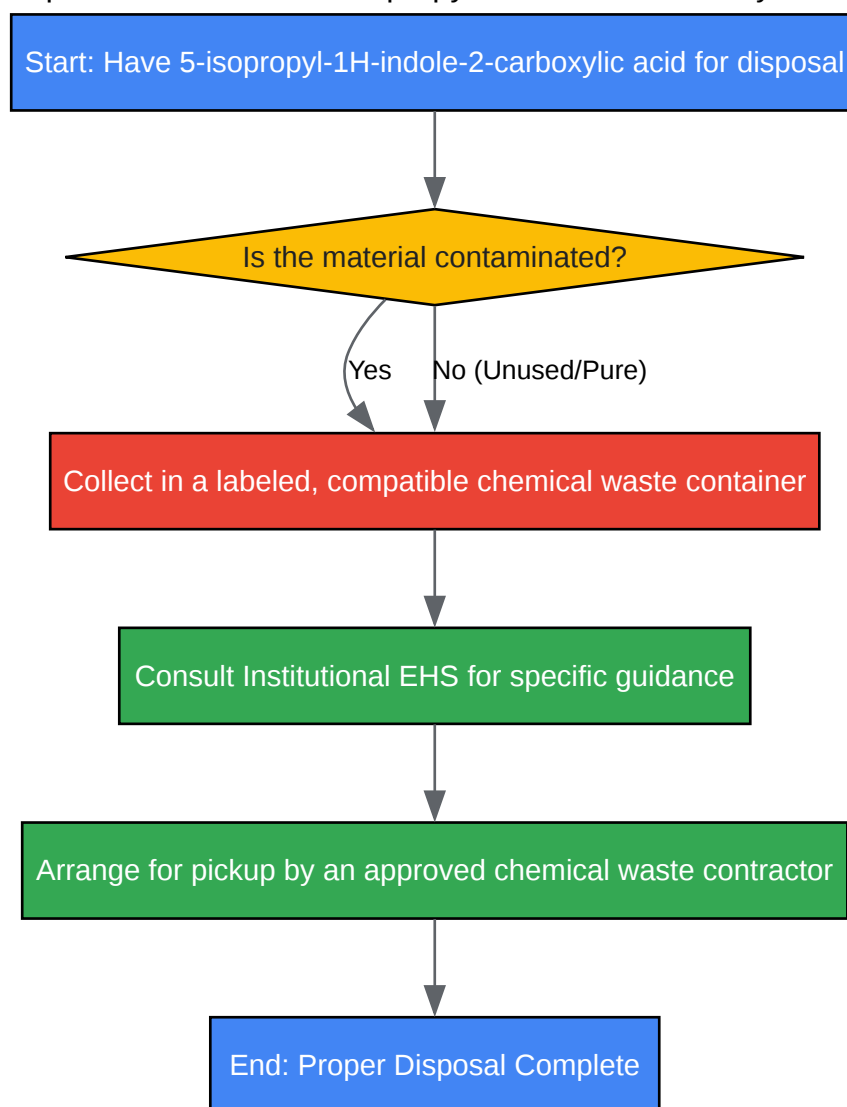 Start: Have 5-isopropyl-1H-indole-2-carboxylic acid for disposal
Is the material contaminated?
Yes
No (Unused/Pure)
Collect in a labeled, compatible chemical waste container
Consult Institutional EHS for specific guidance
Arrange for pickup by an approved chemical waste contractor
End: Proper Disposal Complete